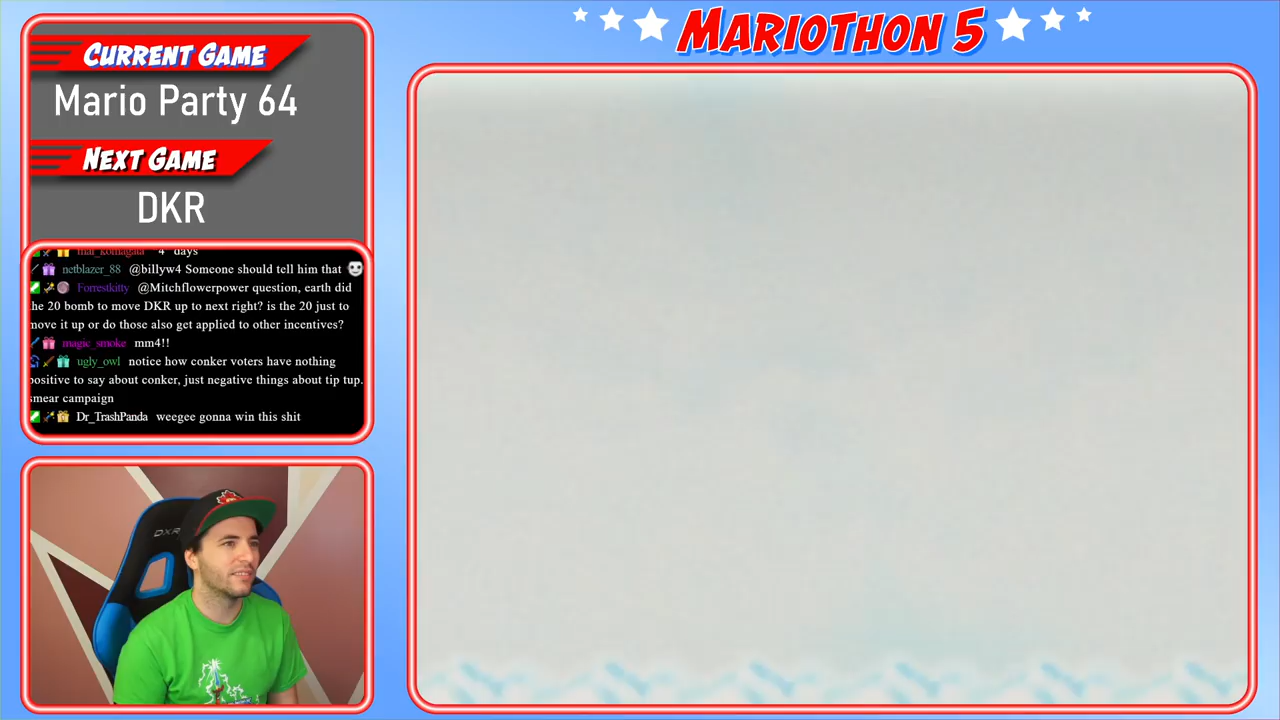 MARIOTHON 5
CURRENT GAME
Mario Party 64
NEXT GAME
DKR
4 days
netblazer_88 @billyw4 Someone should tell him that
Forrestkitty @Mitchflowerpower question, earth did
he 20 bomb to move DKR up to next right? is the 20 just to
move it up or do those also get applied to other incentives?
magic_smoke mm4!!
ugly_owl notice how conker voters have nothing
positive to say about conker, just negative things about tip tup.
smear campaign
Dr_TrashPanda weegee gonna win this shit
DXR